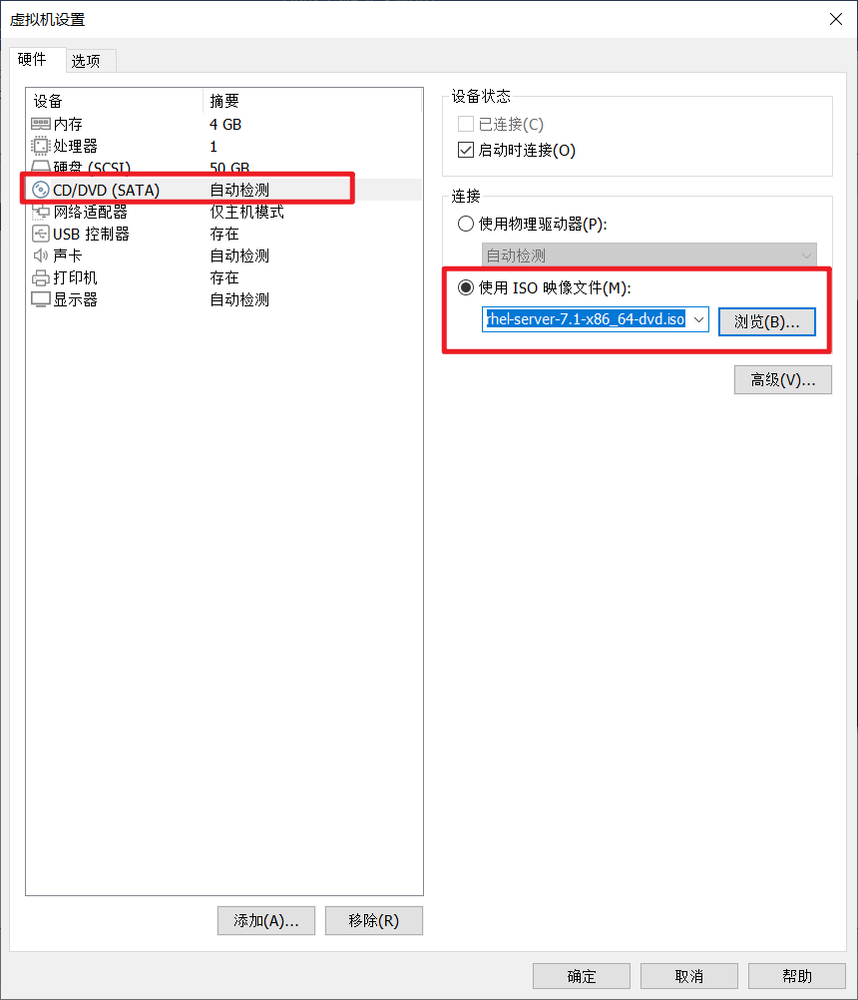 虚拟机设置
硬件 选项
设备 摘要
内存 4 GB
处理器 1
硬盘 (SCSI) 50 GB
CD/DVD (SATA) 自动检测
网络适配器 仅主机模式
USB 控制器 存在
声卡 自动检测
打印机 存在
显示器 自动检测
添加(A)... 移除(R)
设备状态
已连接(C)
启动时连接(O)
连接
使用物理驱动器(P):
自动检测
使用 ISO 映像文件(M):
rhel-server-7.1-x86_64-dvd.iso 浏览(B)...
高级(V)...
确定 取消 帮助